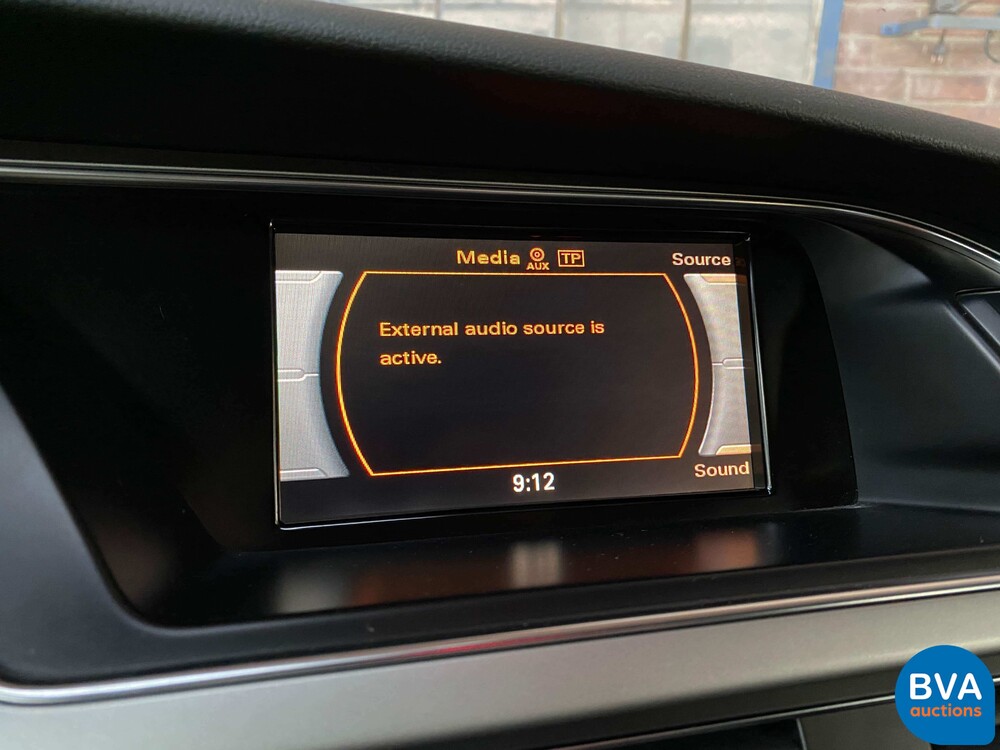 Media AUX TP
Source
External audio source is
active.
Sound
9:12
BVA
auctions